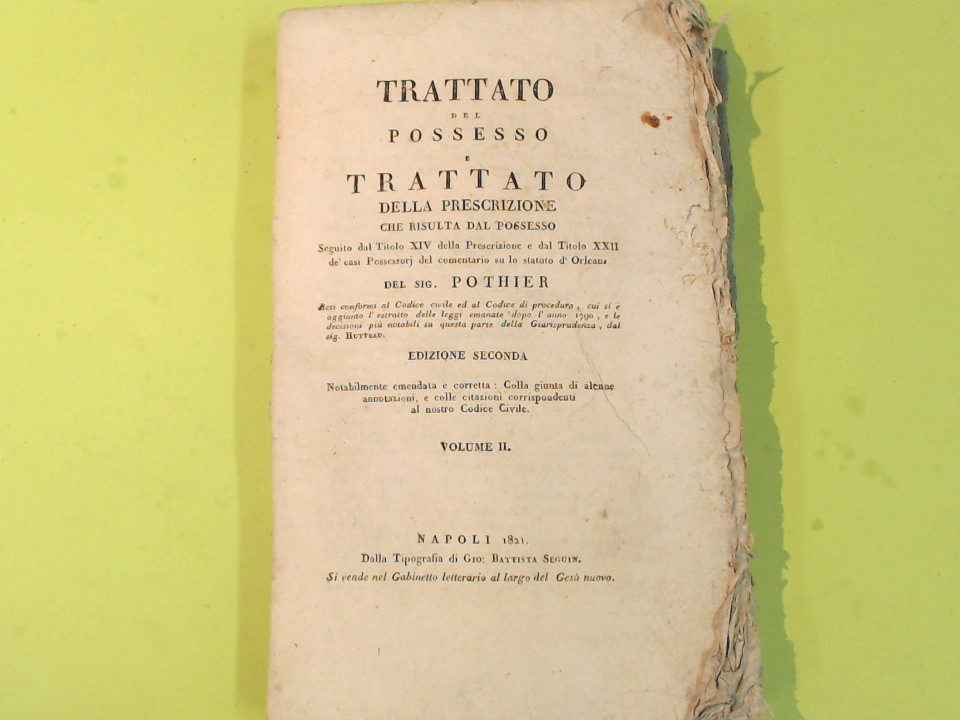 TRATTATO
DEL
POSSESSO
E
TRATTATO
DELLA PRESCRIZIONE
CHE RISULTA DAL POSSESSO
Seguito dal Titolo XIV della Prescrizione e dal Titolo XXII
de' casi Possessorj del comentario su lo statuto d' Orleans
DEL SIG. POTHIER
Resi conformi al Codice civile ed al Codice di procedura, cui si è
aggiunto l'estratto delle leggi emanate dopo l'anno 1790, e le
decisioni più notabili su questa parte della Giurisprudenza, dal
sig. HUTTEAU.
EDIZIONE SECONDA
Notabilmente emendata e corretta: Colla giunta di alcune
annotazioni, e colle citazioni corrispondenti
al nostro Codice Civile.
VOLUME II.
NAPOLI 1821.
Dalla Tipografia di GIO: BATTISTA SEGUIN.
Si vende nel Gabinetto letterario al largo del Gesù nuovo.